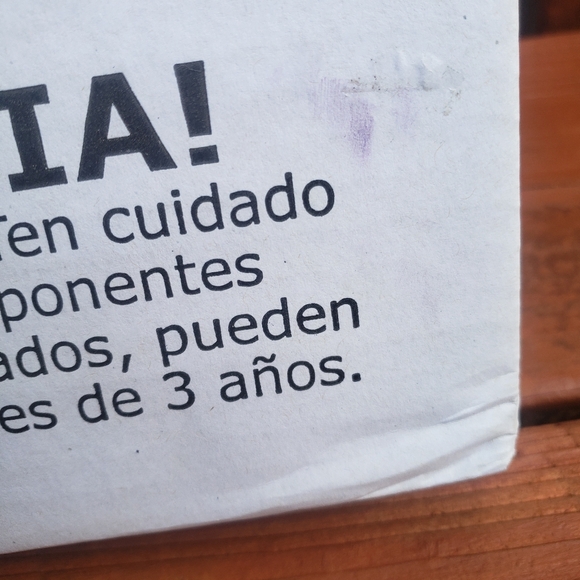 IA!
Ten cuidado
ponentes
ados, pueden
es de 3 años.